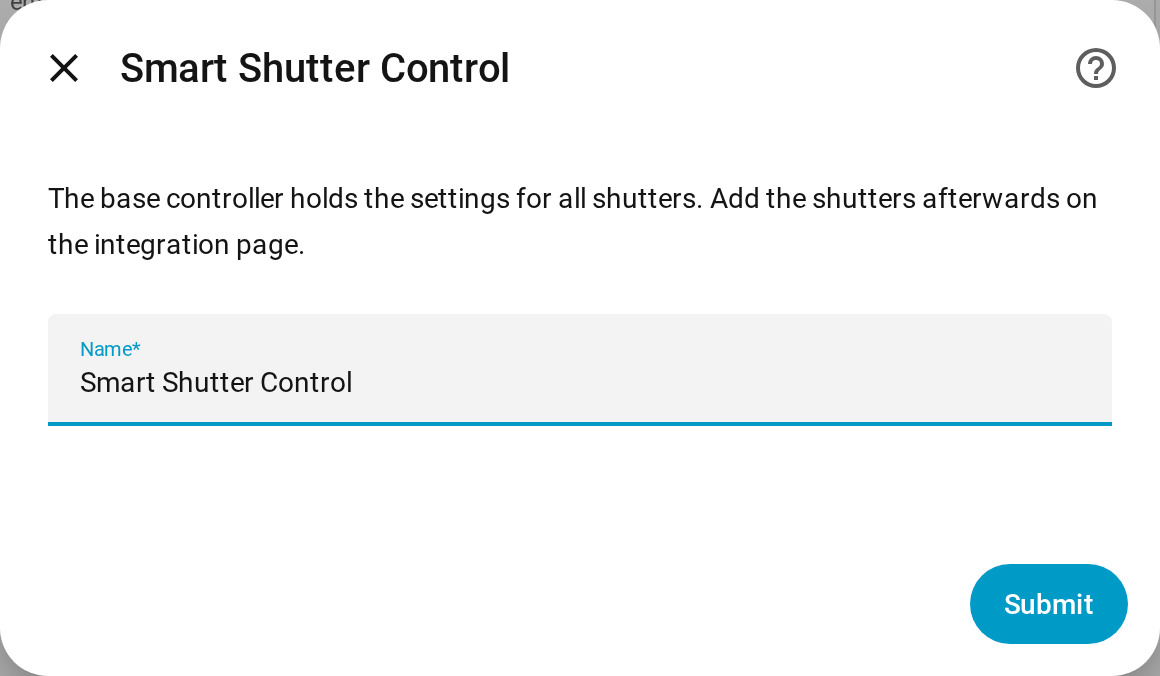 Smart Shutter Control
The base controller holds the settings for all shutters. Add the shutters afterwards on
the integration page.
Name*
Smart Shutter Control
Submit